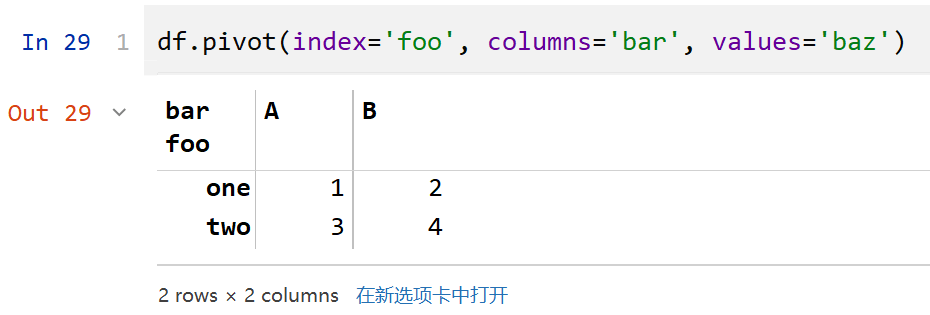 In 29 1 df.pivot(index='foo', columns='bar', values='baz')
Out 29 bar A B
foo
one 1 2
two 3 4
2 rows × 2 columns 在新选项卡中打开